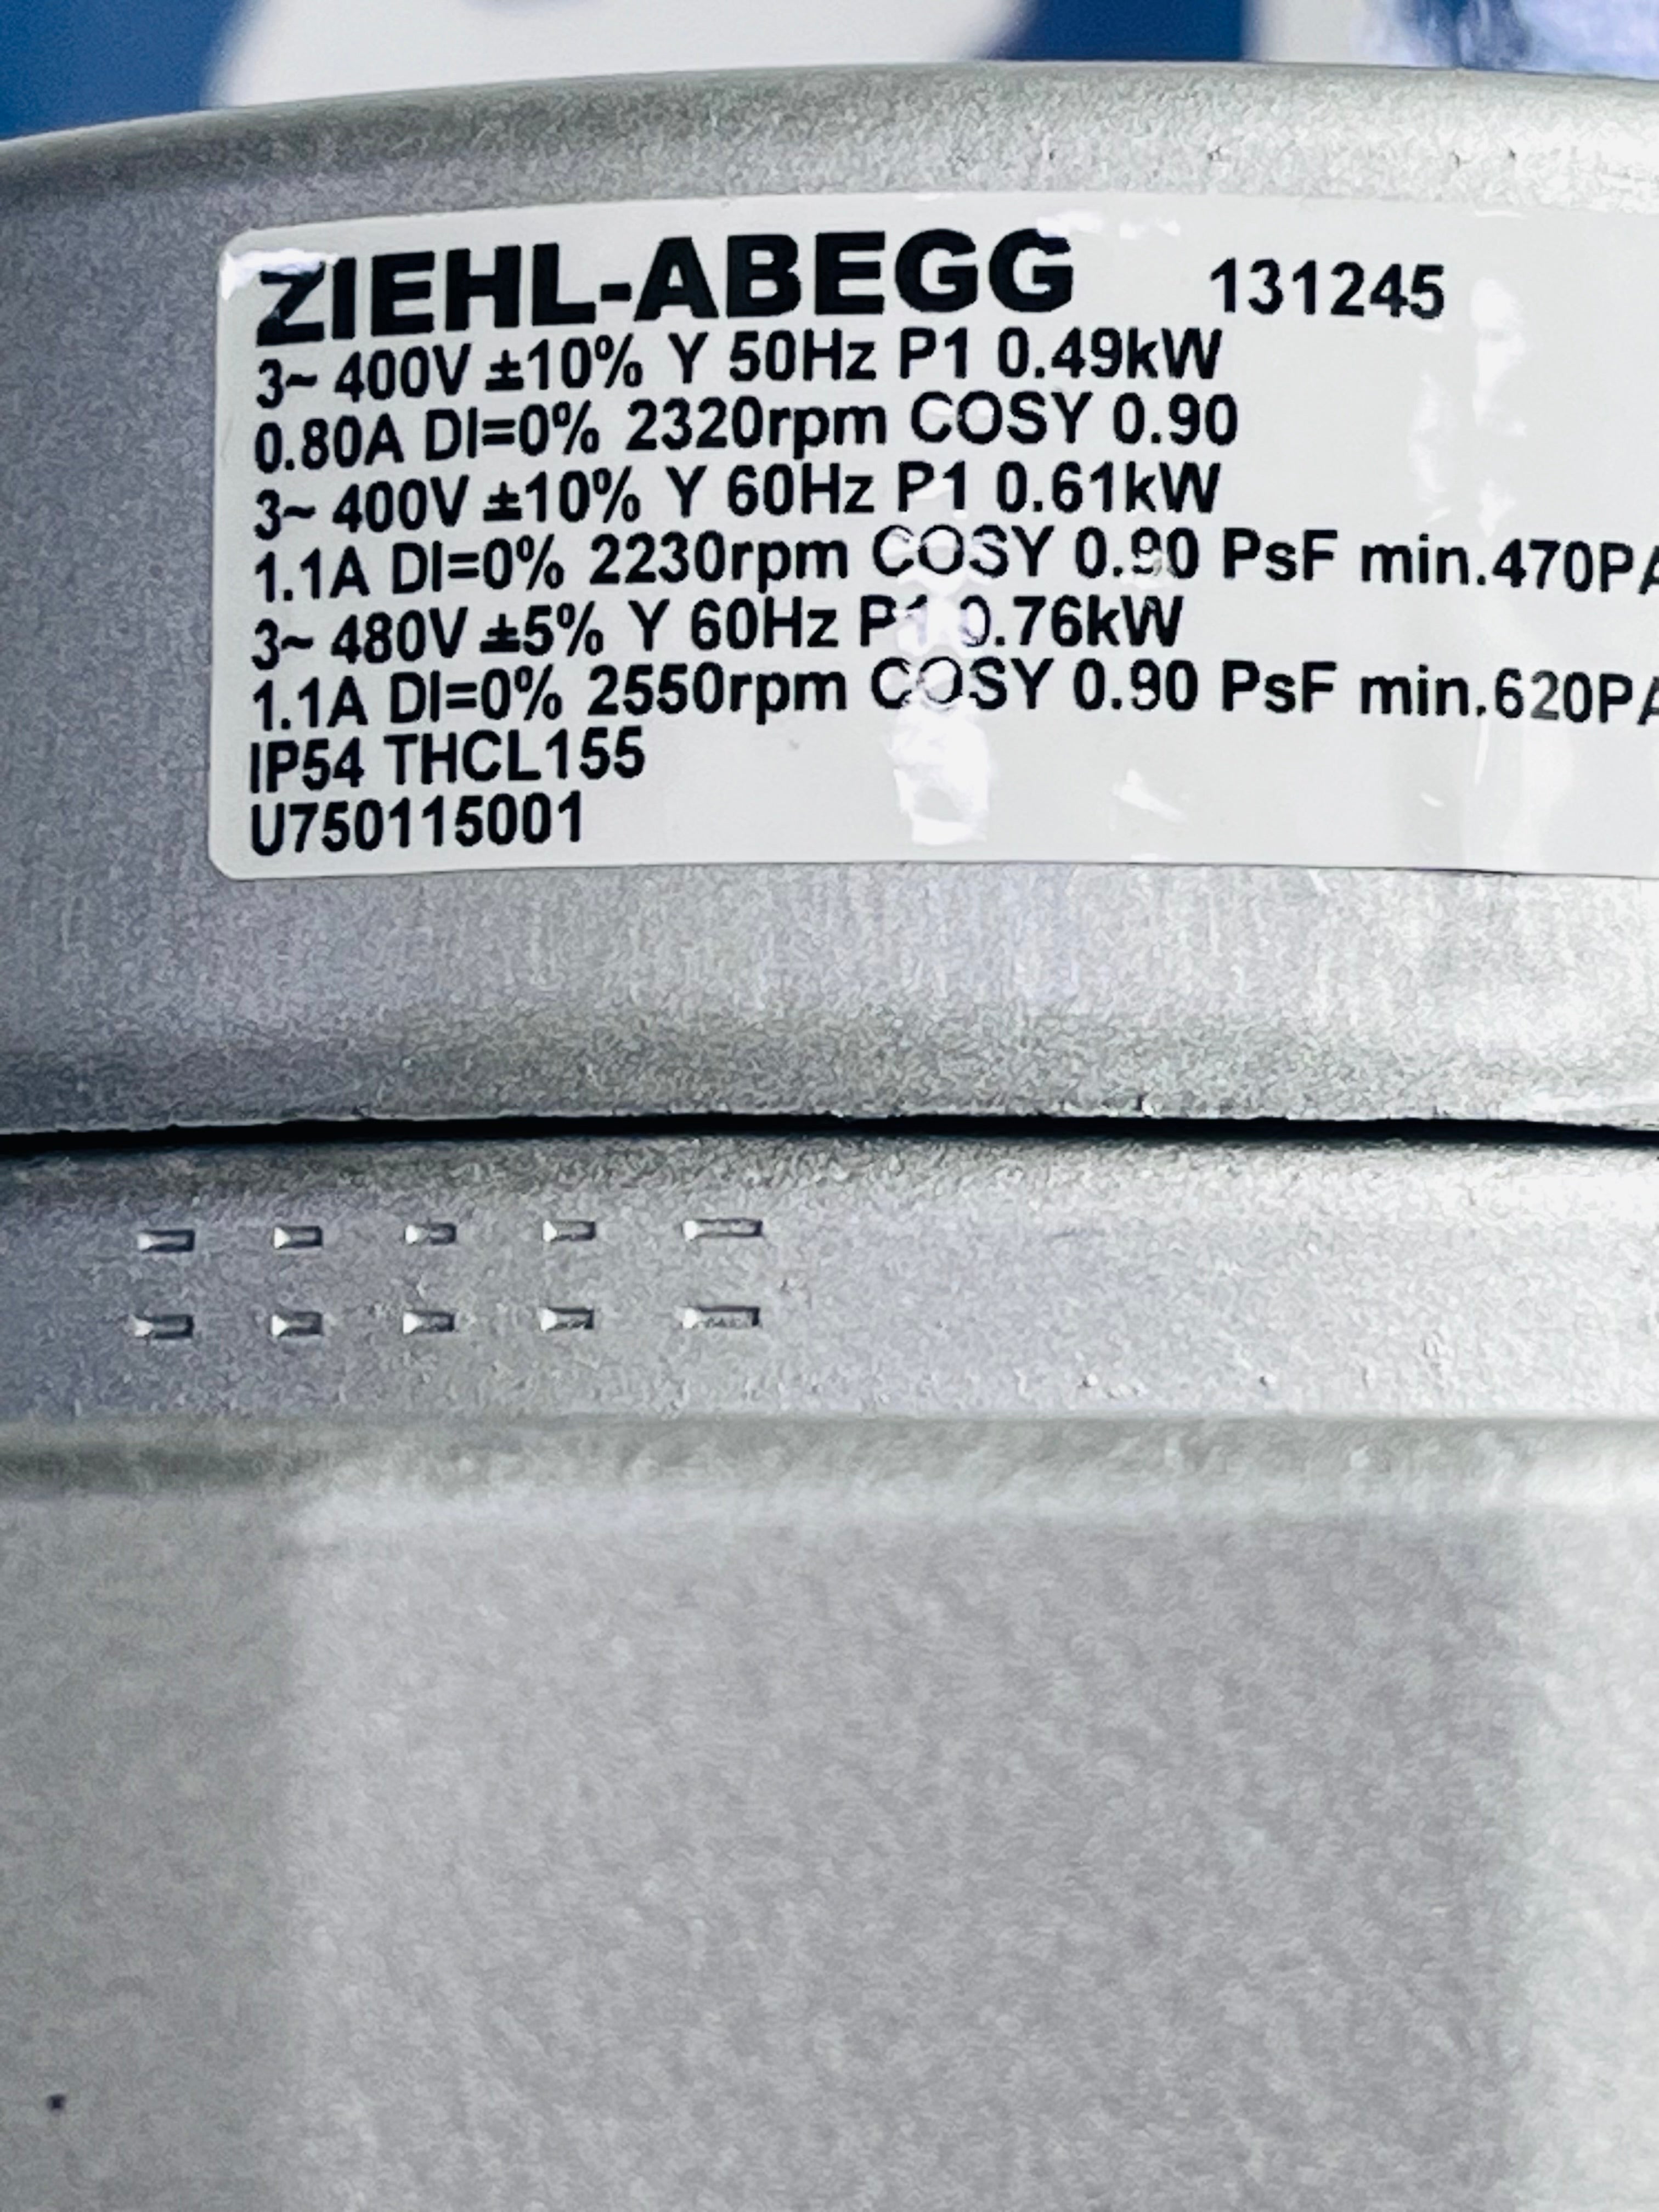 ZIEHL-ABEGG 131245
3~ 400V ±10% Y 50Hz P1 0.49kW
0.80A DI=0% 2320rpm COSY 0.90
3~ 400V ±10% Y 60Hz P1 0.61kW
1.1A DI=0% 2230rpm COSY 0.90 PsF min.470PA
3~ 480V ±5% Y 60Hz P1 0.76kW
1.1A DI=0% 2550rpm COSY 0.90 PsF min.620PA
IP54 THCL155
U750115001